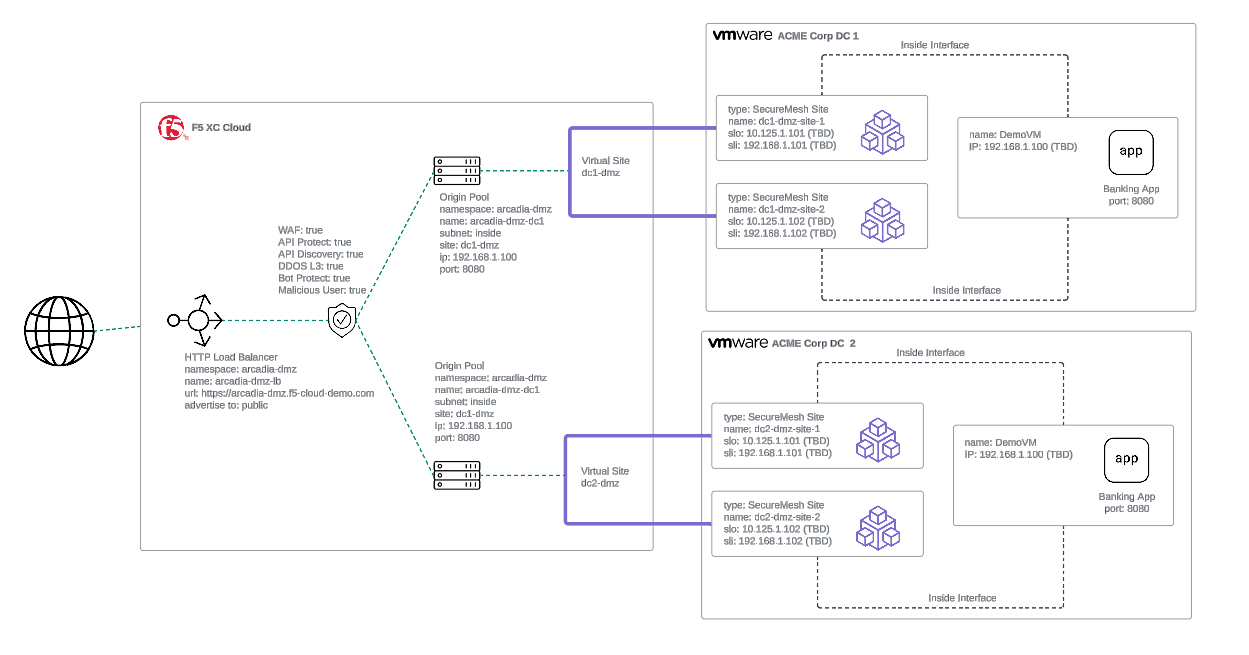 F5 XC Cloud
WAF: true
API Protect: true
API Discovery: true
DDOS L3: true
Bot Protect: true
Malicious User: true
HTTP Load Balancer
namespace: arcadia-dmz
name: arcadia-dmz-lb
url: https://arcadia-dmz.f5-cloud-demo.com
advertise to: public
Origin Pool
namespace: arcadia-dmz
name: arcadia-dmz-dc1
subnet: inside
site: dc1-dmz
ip: 192.168.1.100
port: 8080
Origin Pool
namespace: arcadia-dmz
name: arcadia-dmz-dc1
subnet: inside
site: dc1-dmz
ip: 192.168.1.100
port: 8080
Virtual Site
dc1-dmz
Virtual Site
dc2-dmz
vmware ACME Corp DC 1
Inside Interface
type: SecureMesh Site
name: dc1-dmz-site-1
slo: 10.125.1.101 (TBD)
sli: 192.168.1.101 (TBD)
type: SecureMesh Site
name: dc1-dmz-site-2
slo: 10.125.1.102 (TBD)
sli: 192.168.1.102 (TBD)
name: DemoVM
IP: 192.168.1.100 (TBD)
app
Banking App
port: 8080
Inside Interface
vmware ACME Corp DC 2
Inside Interface
type: SecureMesh Site
name: dc2-dmz-site-1
slo: 10.125.1.101 (TBD)
sli: 192.168.1.101 (TBD)
type: SecureMesh Site
name: dc2-dmz-site-2
slo: 10.125.1.102 (TBD)
sli: 192.168.1.102 (TBD)
name: DemoVM
IP: 192.168.1.100 (TBD)
app
Banking App
port: 8080
Inside Interface